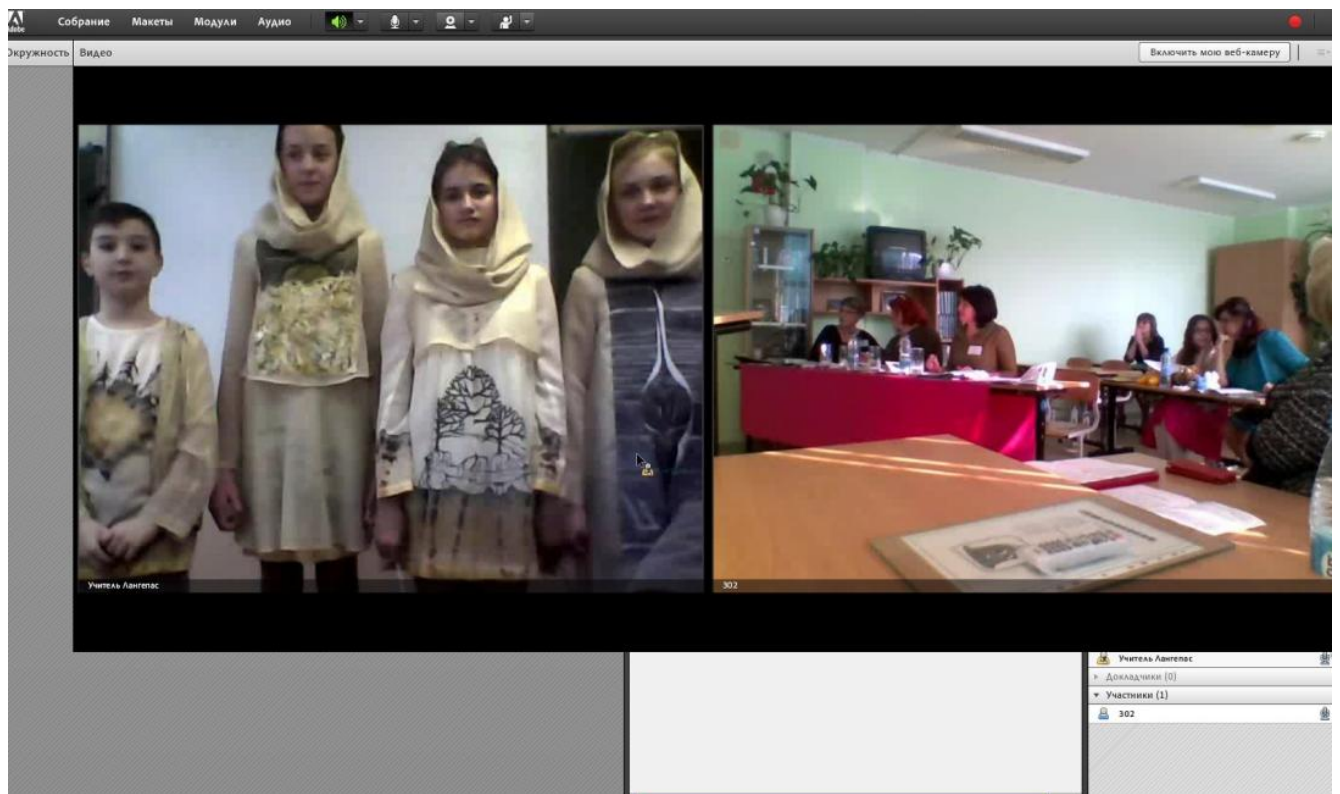 Adobe
Собрание Макеты Модули Аудио
Окружность
Видео
Включить мою веб-камеру
Учитель Лангепас
302
Учитель Лангепас
Докладчики (0)
Участники (1)
302